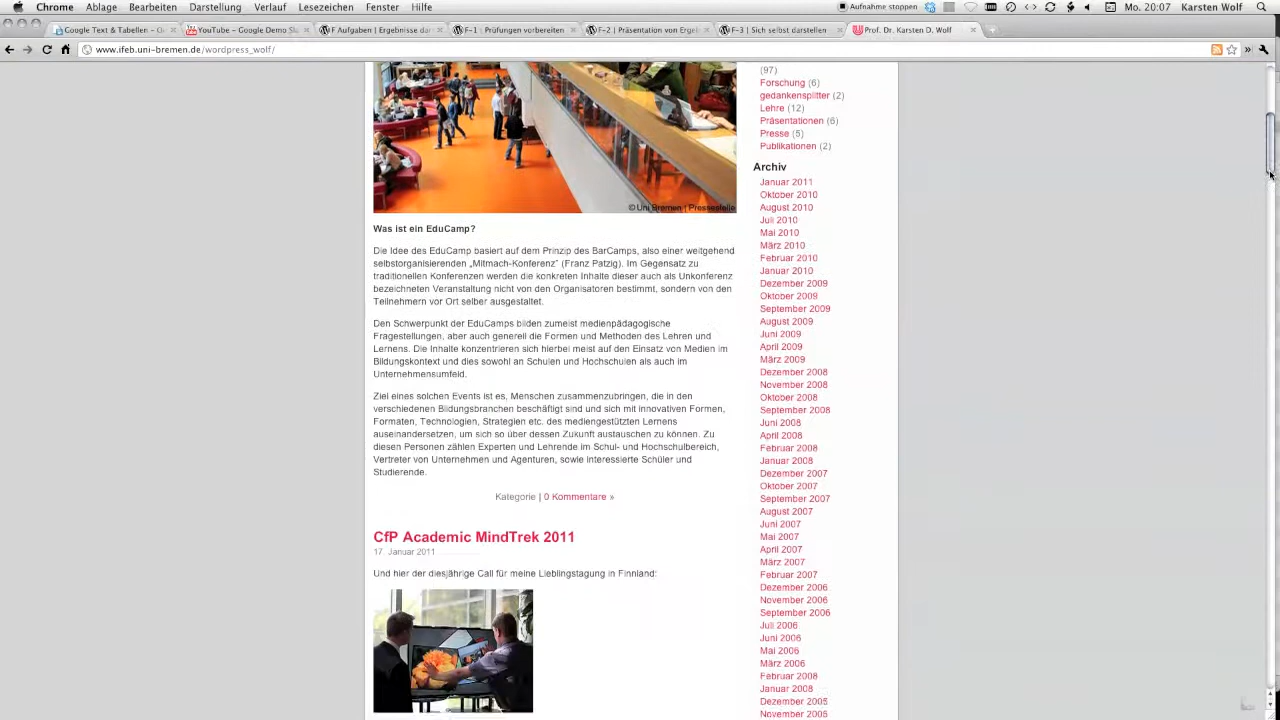 Chrome Ablage Bearbeiten Darstellung Verlauf Lesezeichen Fenster Hilfe Aufnahme stoppen Mo. 20:07 Karsten Wolf
Google Text & Tabellen - YouTube - Google Demo Sl F Aufgaben | Ergebnisse dar F-1 | Prüfungen vorbereiten F-2 | Präsentation von Ergel F-3 | Sich selbst darstellen Prof. Dr. Karsten D. Wolf
www.ifeb.uni-bremen.de/wordpress_wolf/
© Uni Bremen | Pressestelle
Was ist ein EduCamp?
Die Idee des EduCamp basiert auf dem Prinzip des BarCamps, also einer weitgehend
selbstorganisierenden „Mitmach-Konferenz“ (Franz Patzig). Im Gegensatz zu
traditionellen Konferenzen werden die konkreten Inhalte dieser auch als Unkonferenz
bezeichneten Veranstaltung nicht von den Organisatoren bestimmt, sondern von den
Teilnehmern vor Ort selber ausgestaltet.
Den Schwerpunkt der EduCamps bilden zumeist medienpädagogische
Fragestellungen, aber auch generell die Formen und Methoden des Lehren und
Lernens. Die Inhalte konzentrieren sich hierbei meist auf den Einsatz von Medien im
Bildungskontext und dies sowohl an Schulen und Hochschulen als auch im
Unternehmensumfeld.
Ziel eines solchen Events ist es, Menschen zusammenzubringen, die in den
verschiedenen Bildungsbranchen beschäftigt sind und sich mit innovativen Formen,
Formaten, Technologien, Strategien etc. des mediengestützten Lernens
auseinandersetzen, um sich so über dessen Zukunft austauschen zu können. Zu
diesen Personen zählen Experten und Lehrende im Schul- und Hochschulbereich,
Vertreter von Unternehmen und Agenturen, sowie interessierte Schüler und
Studierende.
Kategorie | 0 Kommentare »
CfP Academic MindTrek 2011
17. Januar 2011
Und hier der diesjährige Call für meine Lieblingstagung in Finnland:
(97)
Forschung (6)
gedankensplitter (2)
Lehre (12)
Präsentationen (6)
Presse (5)
Publikationen (2)
Archiv
Januar 2011
Oktober 2010
August 2010
Juli 2010
Mai 2010
März 2010
Februar 2010
Januar 2010
Dezember 2009
Oktober 2009
September 2009
August 2009
Juni 2009
April 2009
März 2009
Dezember 2008
November 2008
Oktober 2008
September 2008
Juni 2008
April 2008
Februar 2008
Januar 2008
Dezember 2007
Oktober 2007
September 2007
August 2007
Juni 2007
Mai 2007
April 2007
März 2007
Februar 2007
Dezember 2006
November 2006
September 2006
Juli 2006
Juni 2006
Mai 2006
März 2006
Februar 2006
Januar 2006
Dezember 2005
November 2005